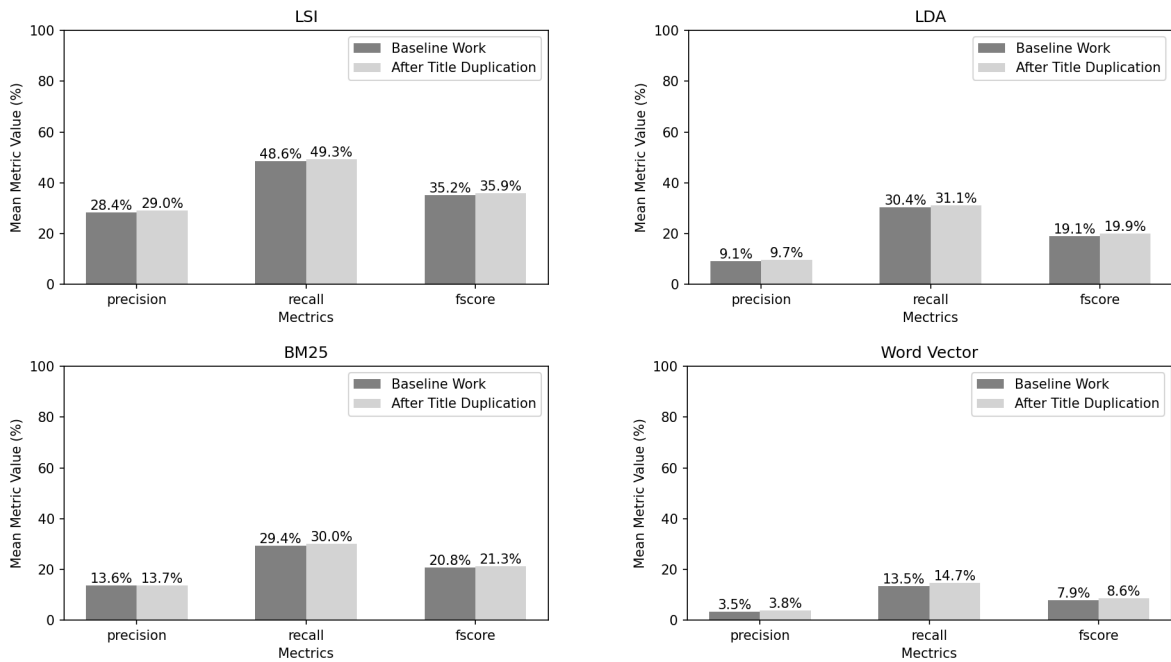 LSI
Mean Metric Value (%)
100
80
60
40
20
0
Baseline Work
After Title Duplication
28.4% 29.0%
48.6% 49.3%
35.2% 35.9%
precision recall fscore
Mectrics
LDA
Mean Metric Value (%)
100
80
60
40
20
0
Baseline Work
After Title Duplication
9.1% 9.7%
30.4% 31.1%
19.1% 19.9%
precision recall fscore
Mectrics
BM25
Mean Metric Value (%)
100
80
60
40
20
0
Baseline Work
After Title Duplication
13.6% 13.7%
29.4% 30.0%
20.8% 21.3%
precision recall fscore
Mectrics
Word Vector
Mean Metric Value (%)
100
80
60
40
20
0
Baseline Work
After Title Duplication
3.5% 3.8%
13.5% 14.7%
7.9% 8.6%
precision recall fscore
Mectrics